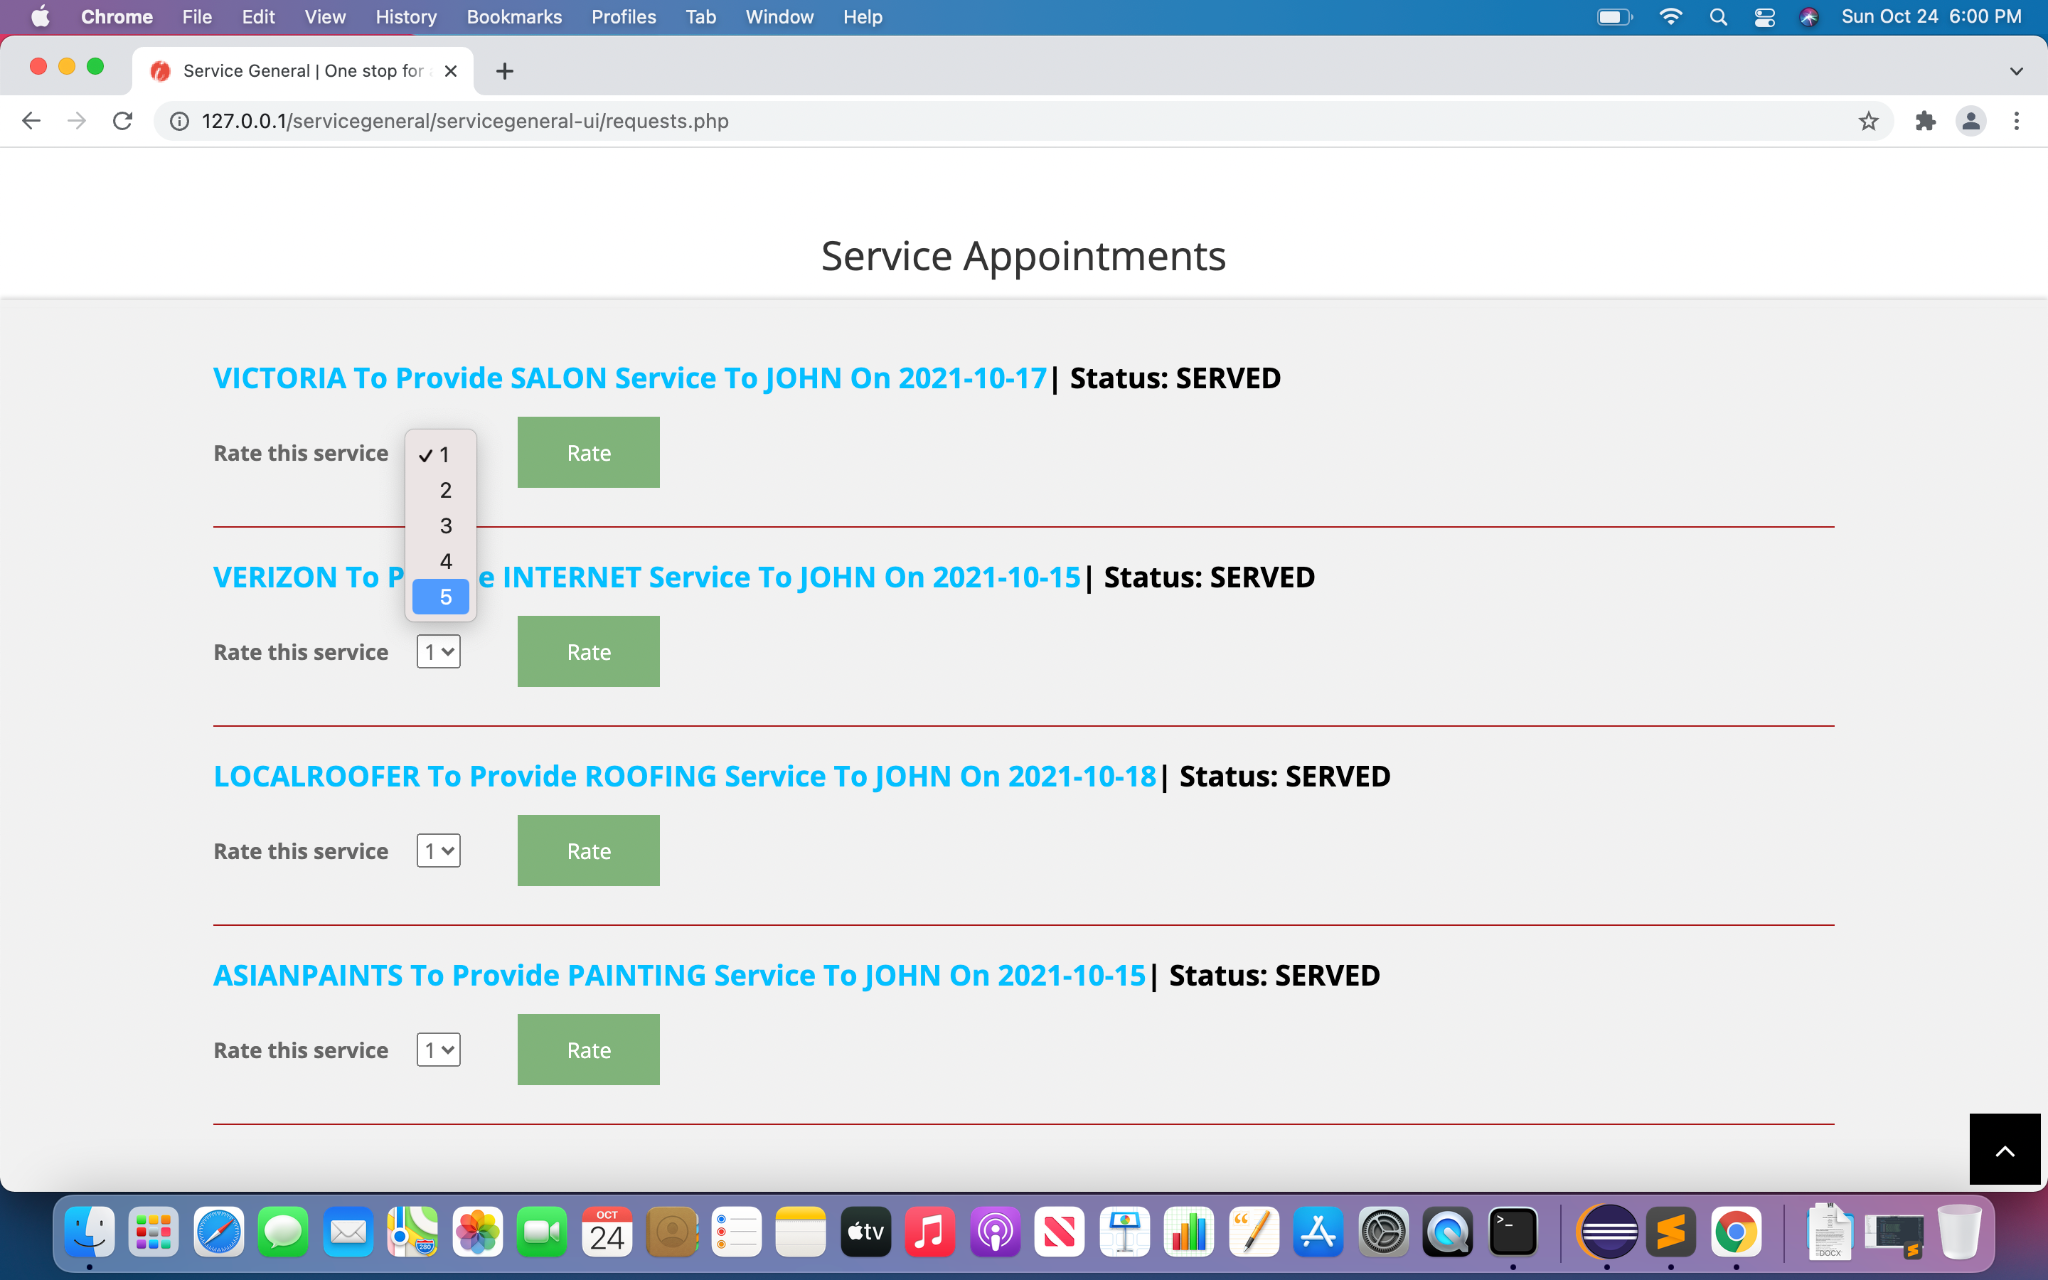 Chrome File Edit View History Bookmarks Profiles Tab Window Help Sun Oct 24 6:00 PM
Service General | One stop for
127.0.0.1/servicegeneral/servicegeneral-ui/requests.php
Service Appointments
VICTORIA To Provide SALON Service To JOHN On 2021-10-17| Status: SERVED
Rate this service ✓ 1 Rate
2
3
4
VERIZON To P e INTERNET Service To JOHN On 2021-10-15| Status: SERVED
5
Rate this service 1 Rate
LOCALROOFER To Provide ROOFING Service To JOHN On 2021-10-18| Status: SERVED
Rate this service 1 Rate
ASIANPAINTS To Provide PAINTING Service To JOHN On 2021-10-15| Status: SERVED
Rate this service 1 Rate
OCT
24
280
tv
>_
DOCX